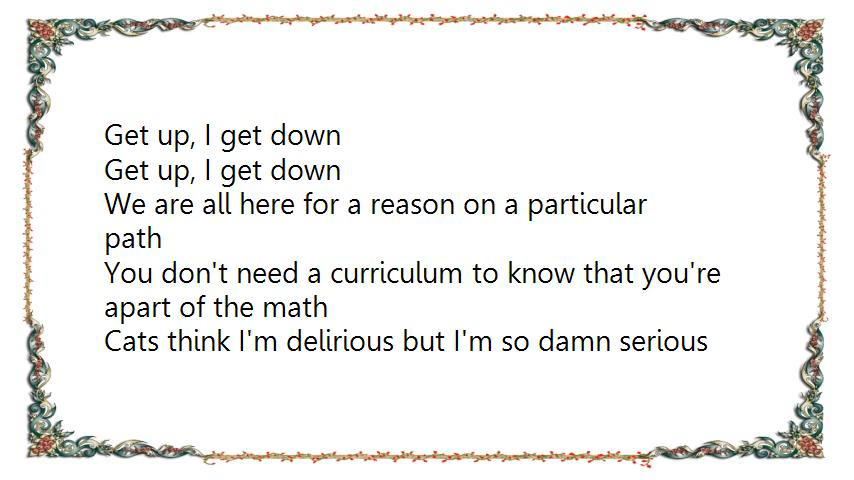 Get up, I get down
Get up, I get down
We are all here for a reason on a particular
path
You don't need a curriculum to know that you're
apart of the math
Cats think I'm delirious but I'm so damn serious